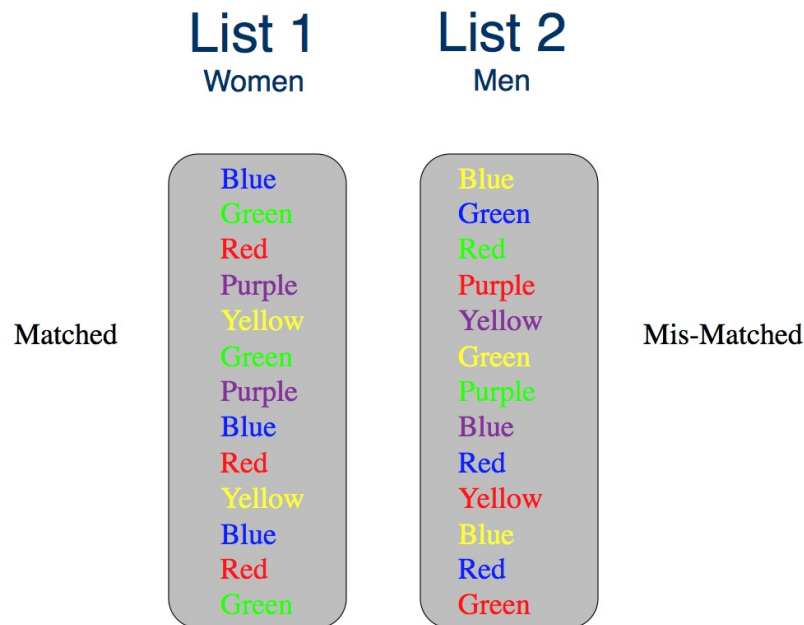 List 1
Women
List 2
Men
Matched
Blue
Green
Red
Purple
Yellow
Green
Purple
Blue
Red
Yellow
Blue
Red
Green
Blue
Green
Red
Purple
Yellow
Green
Purple
Blue
Red
Yellow
Blue
Red
Green
Mis-Matched